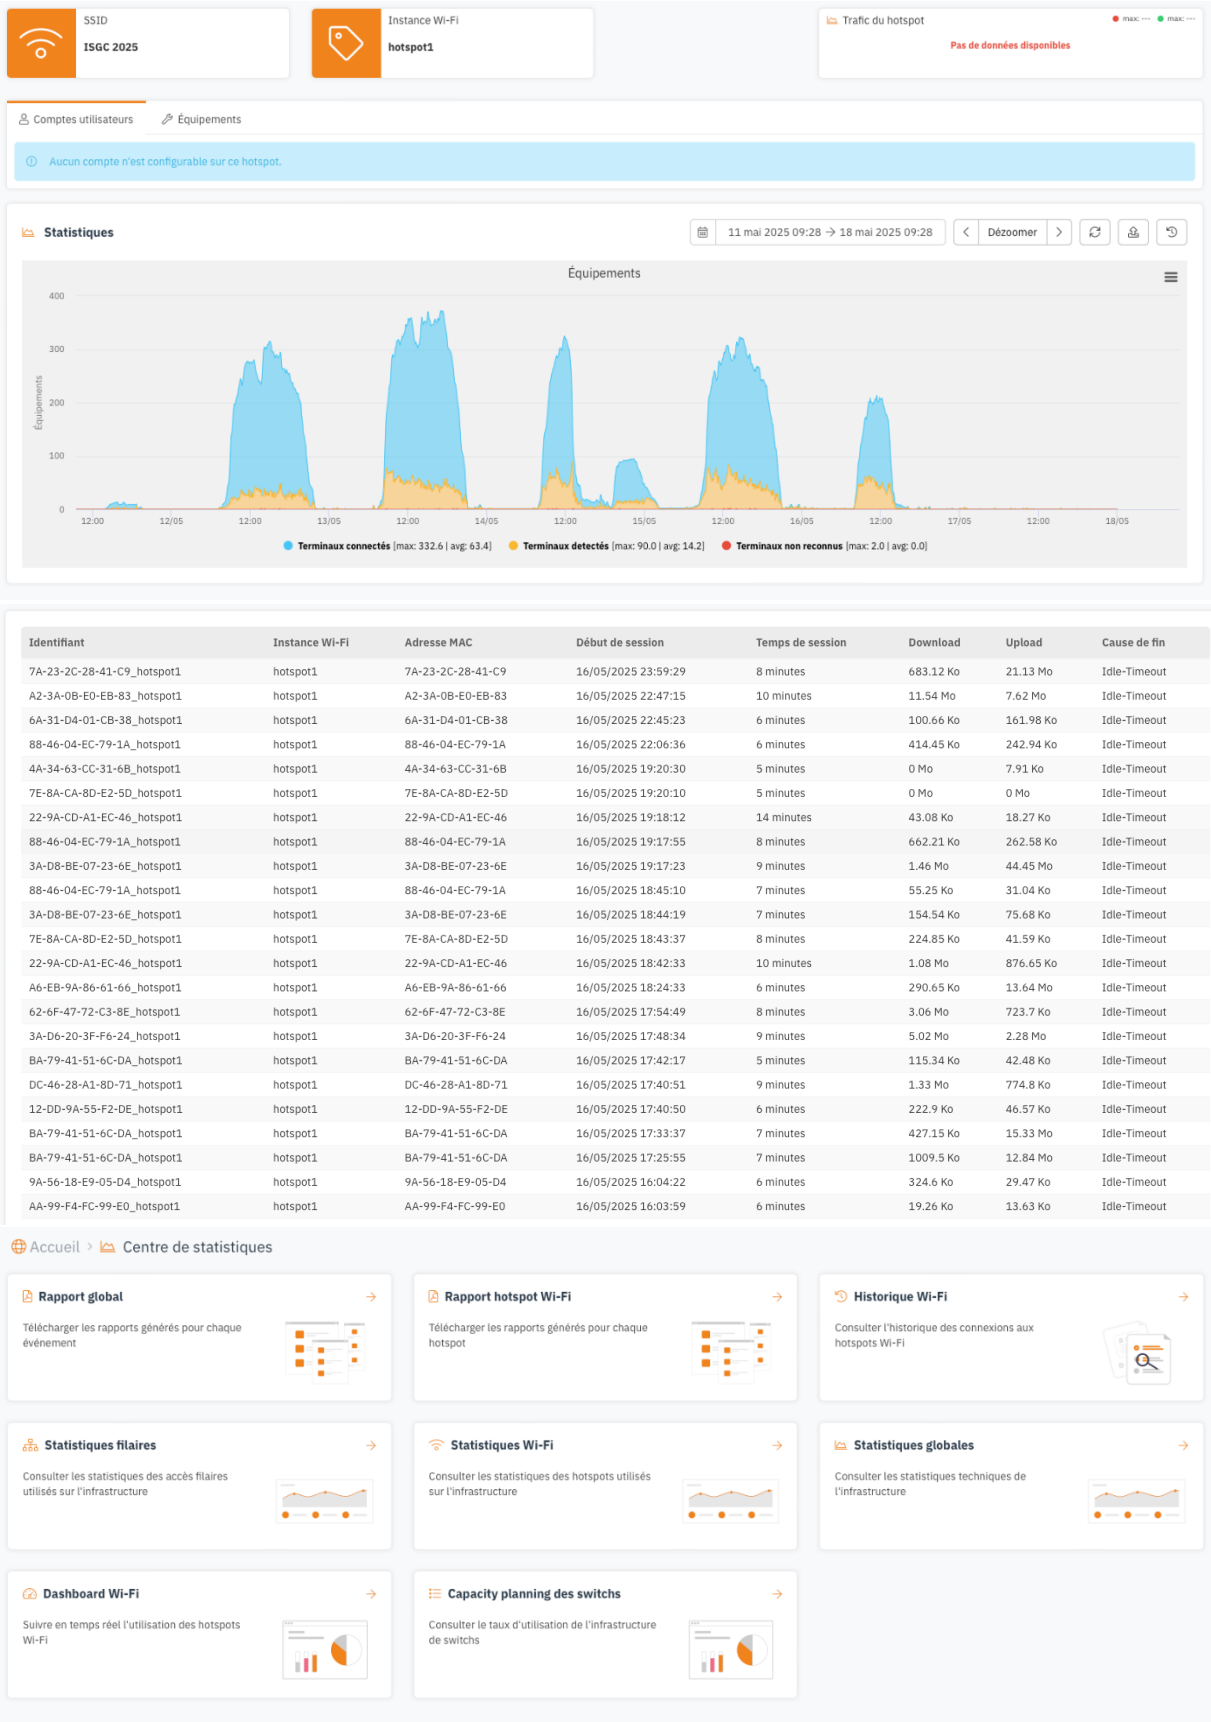 SSID
ISGC 2025
Instance Wi-Fi
hotspot1
Trafic du hotspot
max: --- max: ---
Pas de données disponibles
Comptes utilisateurs Équipements
Aucun compte n'est configurable sur ce hotspot.
Statistiques
11 mai 2025 09:28 → 18 mai 2025 09:28
Dézoomer
Équipements
400
300
200
100
0
Équipements
12:00 12/05 12:00 13/05 12:00 14/05 12:00 15/05 12:00 16/05 12:00 17/05 12:00 18/05
Terminaux connectés [max: 332.6 | avg: 63.4] Terminaux detectés [max: 90.0 | avg: 14.2] Terminaux non reconnus [max: 2.0 | avg: 0.0]
Identifiant Instance Wi-Fi Adresse MAC Début de session Temps de session Download Upload Cause de fin
7A-23-2C-28-41-C9_hotspot1 hotspot1 7A-23-2C-28-41-C9 16/05/2025 23:59:29 8 minutes 683.12 Ko 21.13 Mo Idle-Timeout
A2-3A-0B-E0-EB-83_hotspot1 hotspot1 A2-3A-0B-E0-EB-83 16/05/2025 22:47:15 10 minutes 11.54 Mo 7.62 Mo Idle-Timeout
6A-31-D4-01-CB-38_hotspot1 hotspot1 6A-31-D4-01-CB-38 16/05/2025 22:45:23 6 minutes 100.66 Ko 161.98 Ko Idle-Timeout
88-46-04-EC-79-1A_hotspot1 hotspot1 88-46-04-EC-79-1A 16/05/2025 22:06:36 6 minutes 414.45 Ko 242.94 Ko Idle-Timeout
4A-34-63-CC-31-6B_hotspot1 hotspot1 4A-34-63-CC-31-6B 16/05/2025 19:20:30 5 minutes 0 Mo 7.91 Ko Idle-Timeout
7E-8A-CA-8D-E2-5D_hotspot1 hotspot1 7E-8A-CA-8D-E2-5D 16/05/2025 19:20:10 5 minutes 0 Mo 0 Mo Idle-Timeout
22-9A-CD-A1-EC-46_hotspot1 hotspot1 22-9A-CD-A1-EC-46 16/05/2025 19:18:12 14 minutes 43.08 Ko 18.27 Ko Idle-Timeout
88-46-04-EC-79-1A_hotspot1 hotspot1 88-46-04-EC-79-1A 16/05/2025 19:17:55 8 minutes 662.21 Ko 262.58 Ko Idle-Timeout
3A-D8-BE-07-23-6E_hotspot1 hotspot1 3A-D8-BE-07-23-6E 16/05/2025 19:17:23 9 minutes 1.46 Mo 44.45 Mo Idle-Timeout
88-46-04-EC-79-1A_hotspot1 hotspot1 88-46-04-EC-79-1A 16/05/2025 18:45:10 7 minutes 55.25 Ko 31.04 Ko Idle-Timeout
3A-D8-BE-07-23-6E_hotspot1 hotspot1 3A-D8-BE-07-23-6E 16/05/2025 18:44:19 7 minutes 154.54 Ko 75.68 Ko Idle-Timeout
7E-8A-CA-8D-E2-5D_hotspot1 hotspot1 7E-8A-CA-8D-E2-5D 16/05/2025 18:43:37 8 minutes 224.85 Ko 41.59 Ko Idle-Timeout
22-9A-CD-A1-EC-46_hotspot1 hotspot1 22-9A-CD-A1-EC-46 16/05/2025 18:42:33 10 minutes 1.08 Mo 876.65 Ko Idle-Timeout
A6-EB-9A-86-61-66_hotspot1 hotspot1 A6-EB-9A-86-61-66 16/05/2025 18:24:33 6 minutes 290.65 Ko 13.64 Mo Idle-Timeout
62-6F-47-72-C3-8E_hotspot1 hotspot1 62-6F-47-72-C3-8E 16/05/2025 17:54:49 8 minutes 3.06 Mo 723.7 Ko Idle-Timeout
3A-D6-20-3F-F6-24_hotspot1 hotspot1 3A-D6-20-3F-F6-24 16/05/2025 17:48:34 9 minutes 5.02 Mo 2.28 Mo Idle-Timeout
BA-79-41-51-6C-DA_hotspot1 hotspot1 BA-79-41-51-6C-DA 16/05/2025 17:42:17 5 minutes 115.34 Ko 42.48 Ko Idle-Timeout
DC-46-28-A1-8D-71_hotspot1 hotspot1 DC-46-28-A1-8D-71 16/05/2025 17:40:51 9 minutes 1.33 Mo 774.8 Ko Idle-Timeout
12-DD-9A-55-F2-DE_hotspot1 hotspot1 12-DD-9A-55-F2-DE 16/05/2025 17:40:50 6 minutes 222.9 Ko 46.57 Ko Idle-Timeout
BA-79-41-51-6C-DA_hotspot1 hotspot1 BA-79-41-51-6C-DA 16/05/2025 17:33:37 7 minutes 427.15 Ko 15.33 Mo Idle-Timeout
BA-79-41-51-6C-DA_hotspot1 hotspot1 BA-79-41-51-6C-DA 16/05/2025 17:25:55 7 minutes 1009.5 Ko 12.84 Mo Idle-Timeout
9A-56-18-E9-05-D4_hotspot1 hotspot1 9A-56-18-E9-05-D4 16/05/2025 16:04:22 6 minutes 324.6 Ko 29.47 Ko Idle-Timeout
AA-99-F4-FC-99-E0_hotspot1 hotspot1 AA-99-F4-FC-99-E0 16/05/2025 16:03:59 6 minutes 19.26 Ko 13.63 Ko Idle-Timeout
Accueil > Centre de statistiques
Rapport global
Télécharger les rapports générés pour chaque
événement
Rapport hotspot Wi-Fi
Télécharger les rapports générés pour chaque
hotspot
Historique Wi-Fi
Consulter l'historique des connexions aux
hotspots Wi-Fi
Statistiques filaires
Consulter les statistiques des accès filaires
utilisés sur l'infrastructure
Statistiques Wi-Fi
Consulter les statistiques des hotspots utilisés
sur l'infrastructure
Statistiques globales
Consulter les statistiques techniques de
l'infrastructure
Dashboard Wi-Fi
Suivre en temps réel l'utilisation des hotspots
Wi-Fi
Capacity planning des switchs
Consulter le taux d'utilisation de l'infrastructure
de switchs